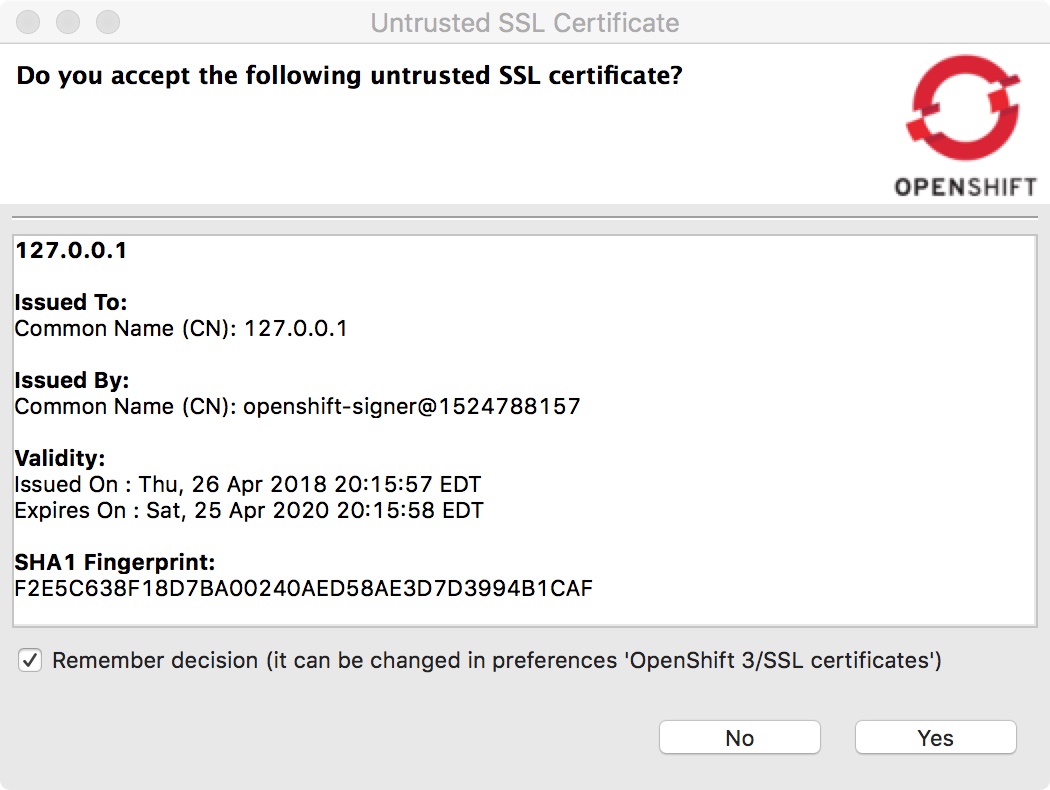 Untrusted SSL Certificate
Do you accept the following untrusted SSL certificate?
OPENSHIFT
127.0.0.1
Issued To:
Common Name (CN): 127.0.0.1
Issued By:
Common Name (CN): openshift-signer@1524788157
Validity:
Issued On : Thu, 26 Apr 2018 20:15:57 EDT
Expires On : Sat, 25 Apr 2020 20:15:58 EDT
SHA1 Fingerprint:
F2E5C638F18D7BA00240AED58AE3D7D3994B1CAF
Remember decision (it can be changed in preferences 'OpenShift 3/SSL certificates')
No
Yes